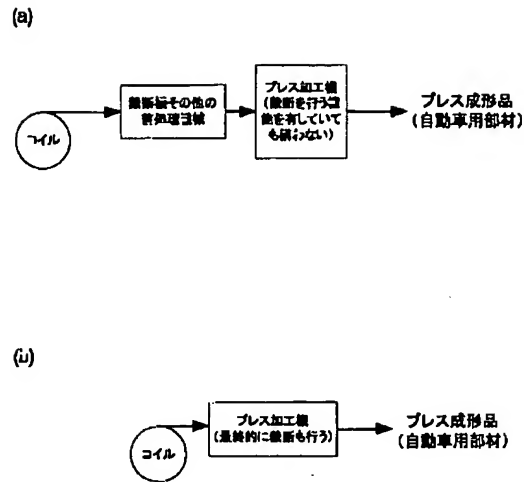 (a)
コイル
裁断機その他の
前処理機械
プレス加工機
(裁断を行う機
能を有していて
も構わない)
プレス成形品
(自動車用部材)
(b)
コイル
プレス加工機
(最終的に裁断も行う)
プレス成形品
(自動車用部材)